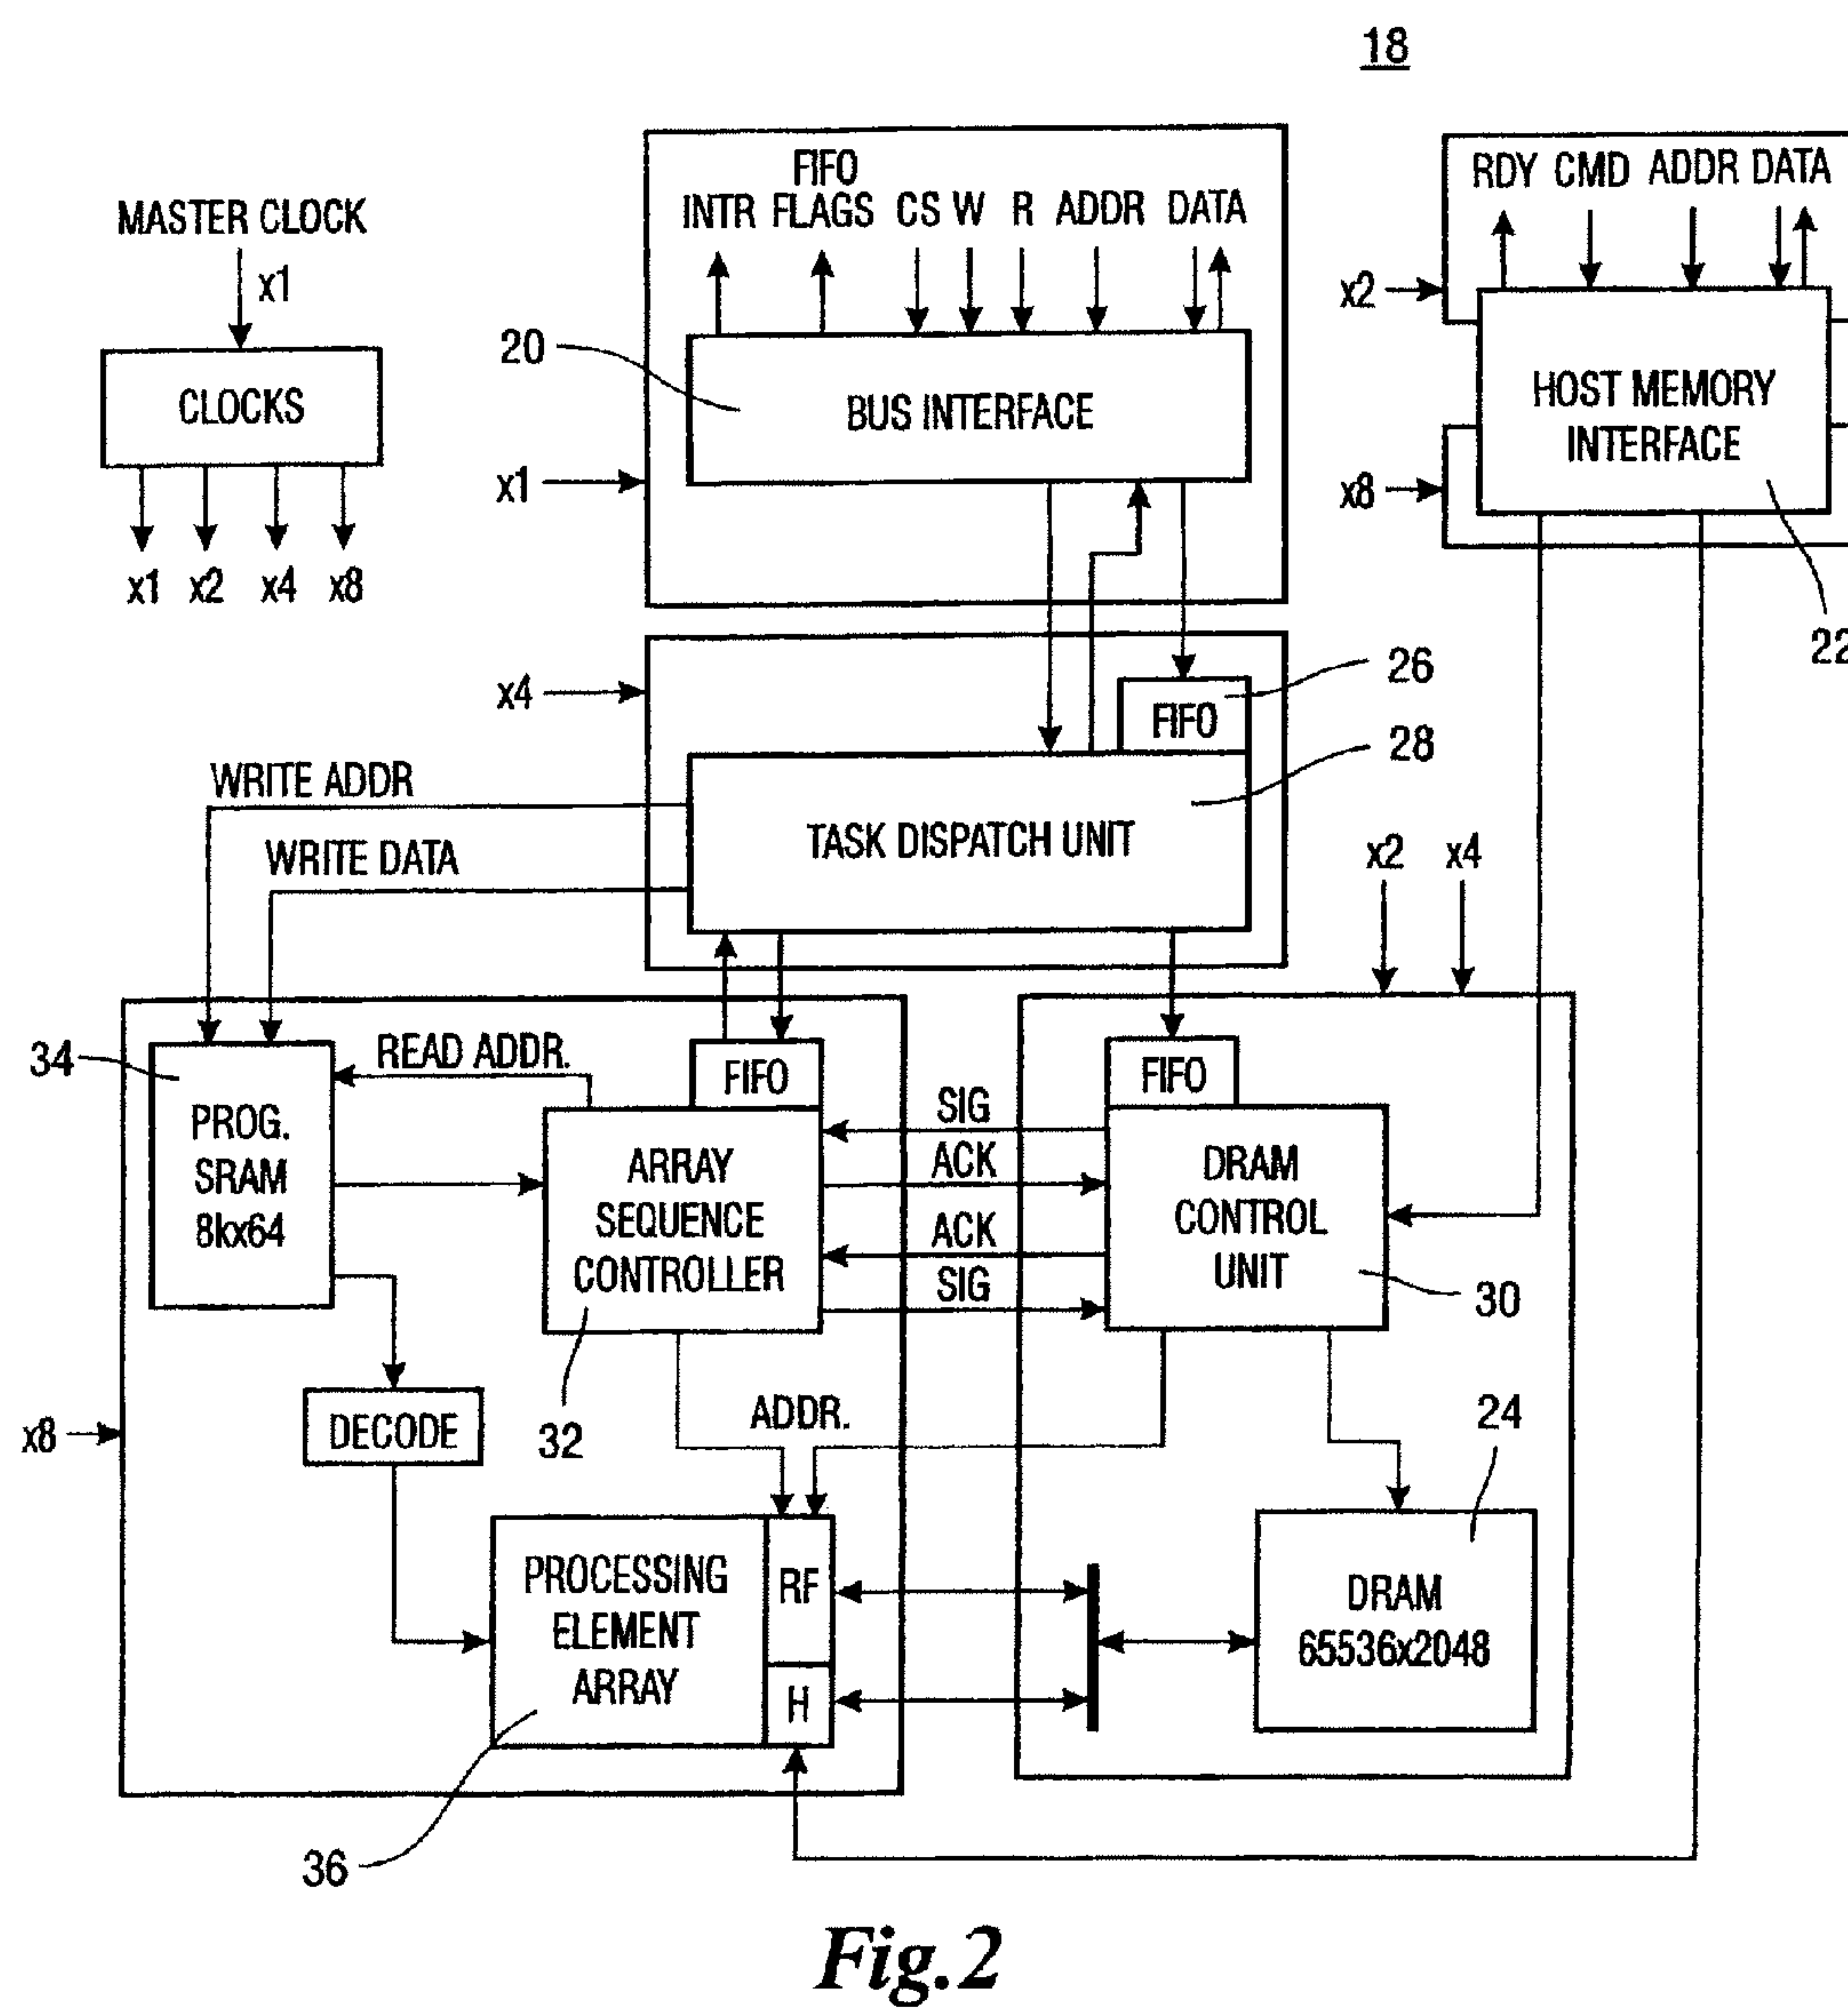 18
MASTER CLOCK
x1
CLOCKS
x1 x2 x4 x8
FIFO
INTR FLAGS CS W R ADDR DATA
20
BUS INTERFACE
x1
RDY CMD ADDR DATA
x2
HOST MEMORY
INTERFACE
x8
22
x4
26
FIFO
28
TASK DISPATCH UNIT
WRITE ADDR
WRITE DATA
x2 x4
34
PROG.
SRAM
8kx64
READ ADDR.
FIFO
ARRAY
SEQUENCE
CONTROLLER
32
SIG
ACK
ACK
SIG
FIFO
DRAM
CONTROL
UNIT
30
x8
DECODE
ADDR.
24
PROCESSING
ELEMENT
ARRAY
RF
H
36
DRAM
65536x2048
Fig.2